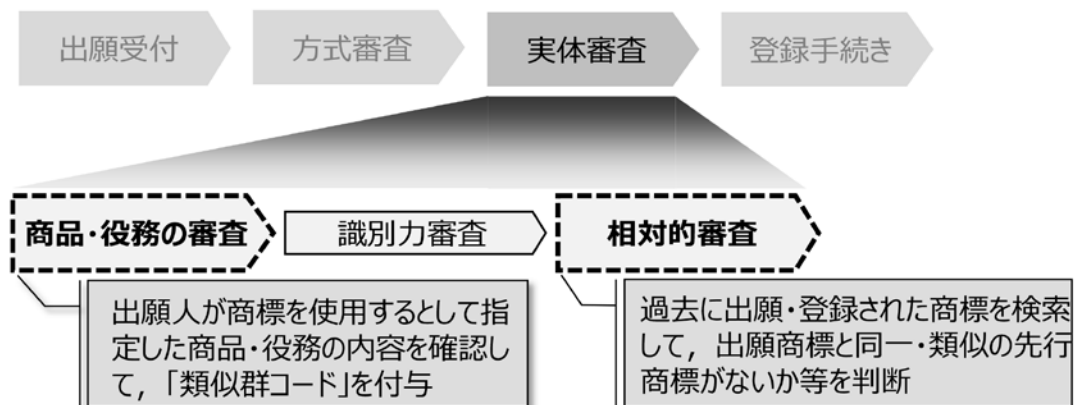 出願受付
方式審査
実体審査
登録手続き
商品・役務の審査
識別力審査
相対的審査
出願人が商標を使用するとして指
定した商品・役務の内容を確認し
て，「類似群コード」を付与
過去に出願・登録された商標を検索
して，出願商標と同一・類似の先行
商標がないか等を判断